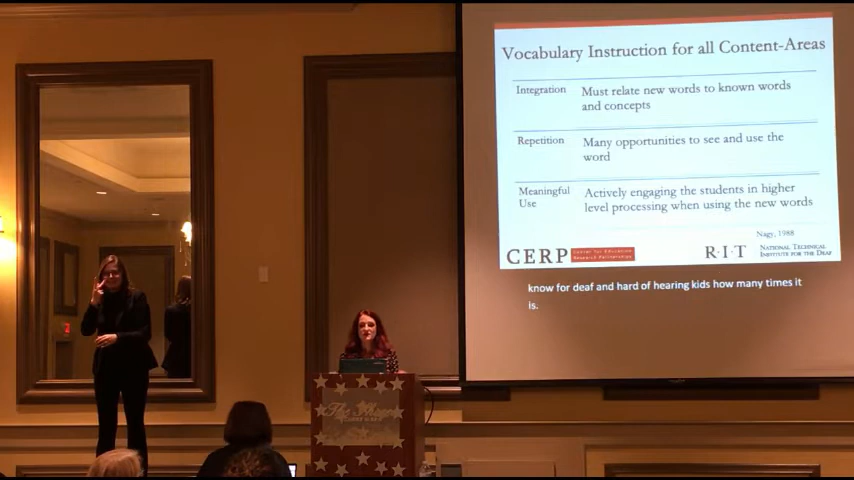 Vocabulary Instruction for all Content-Areas
Integration
Must relate new words to known words
and concepts
Repetition
Many opportunities to see and use the
word
Meaningful
Use
Actively engaging the students in higher
level processing when using the new words
Nagy, 1988
CERP
Center for Education
Research Partnerships
R·I·T
NATIONAL TECHNICAL
INSTITUTE FOR THE DEAF
know for deaf and hard of hearing kids how many times it
is.